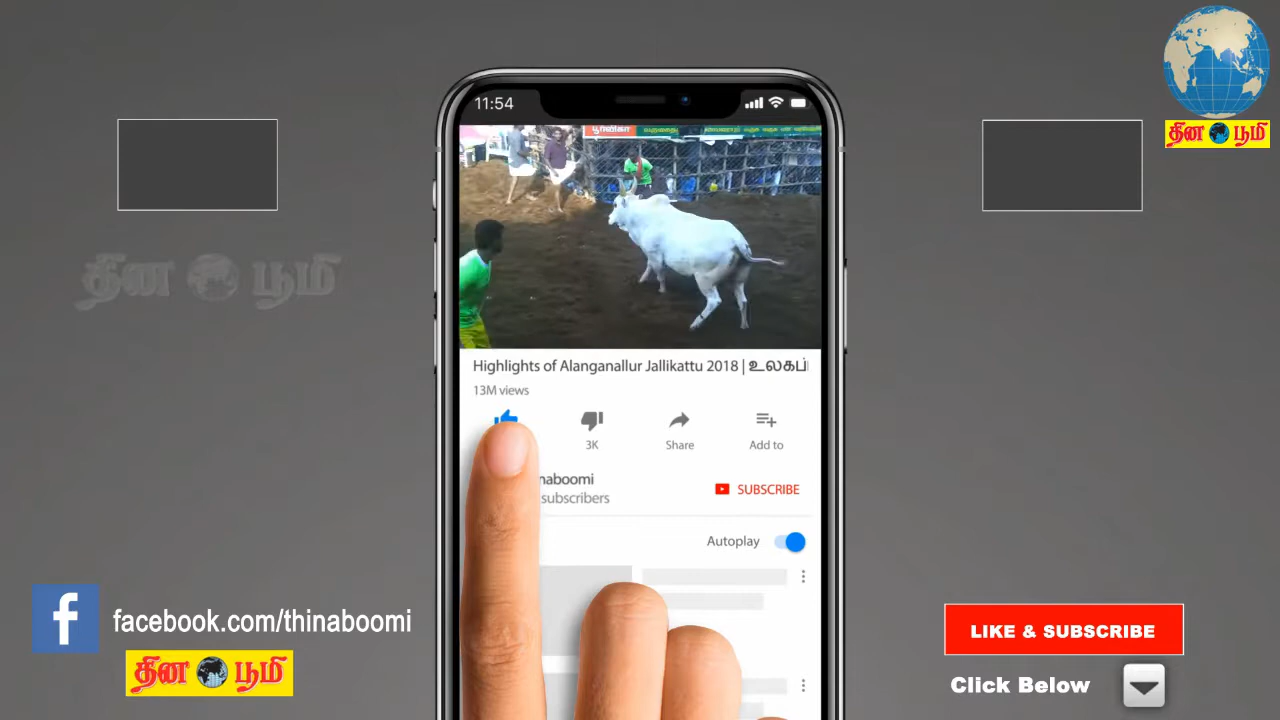 தின பூமி
11:54
பூர்விகா
தின பூமி
Highlights of Alanganallur Jallikattu 2018 | உலகப்
13M views
3K
Share
Add to
naboomi
subscribers
SUBSCRIBE
Autoplay
facebook.com/thinaboomi
தின பூமி
LIKE & SUBSCRIBE
Click Below